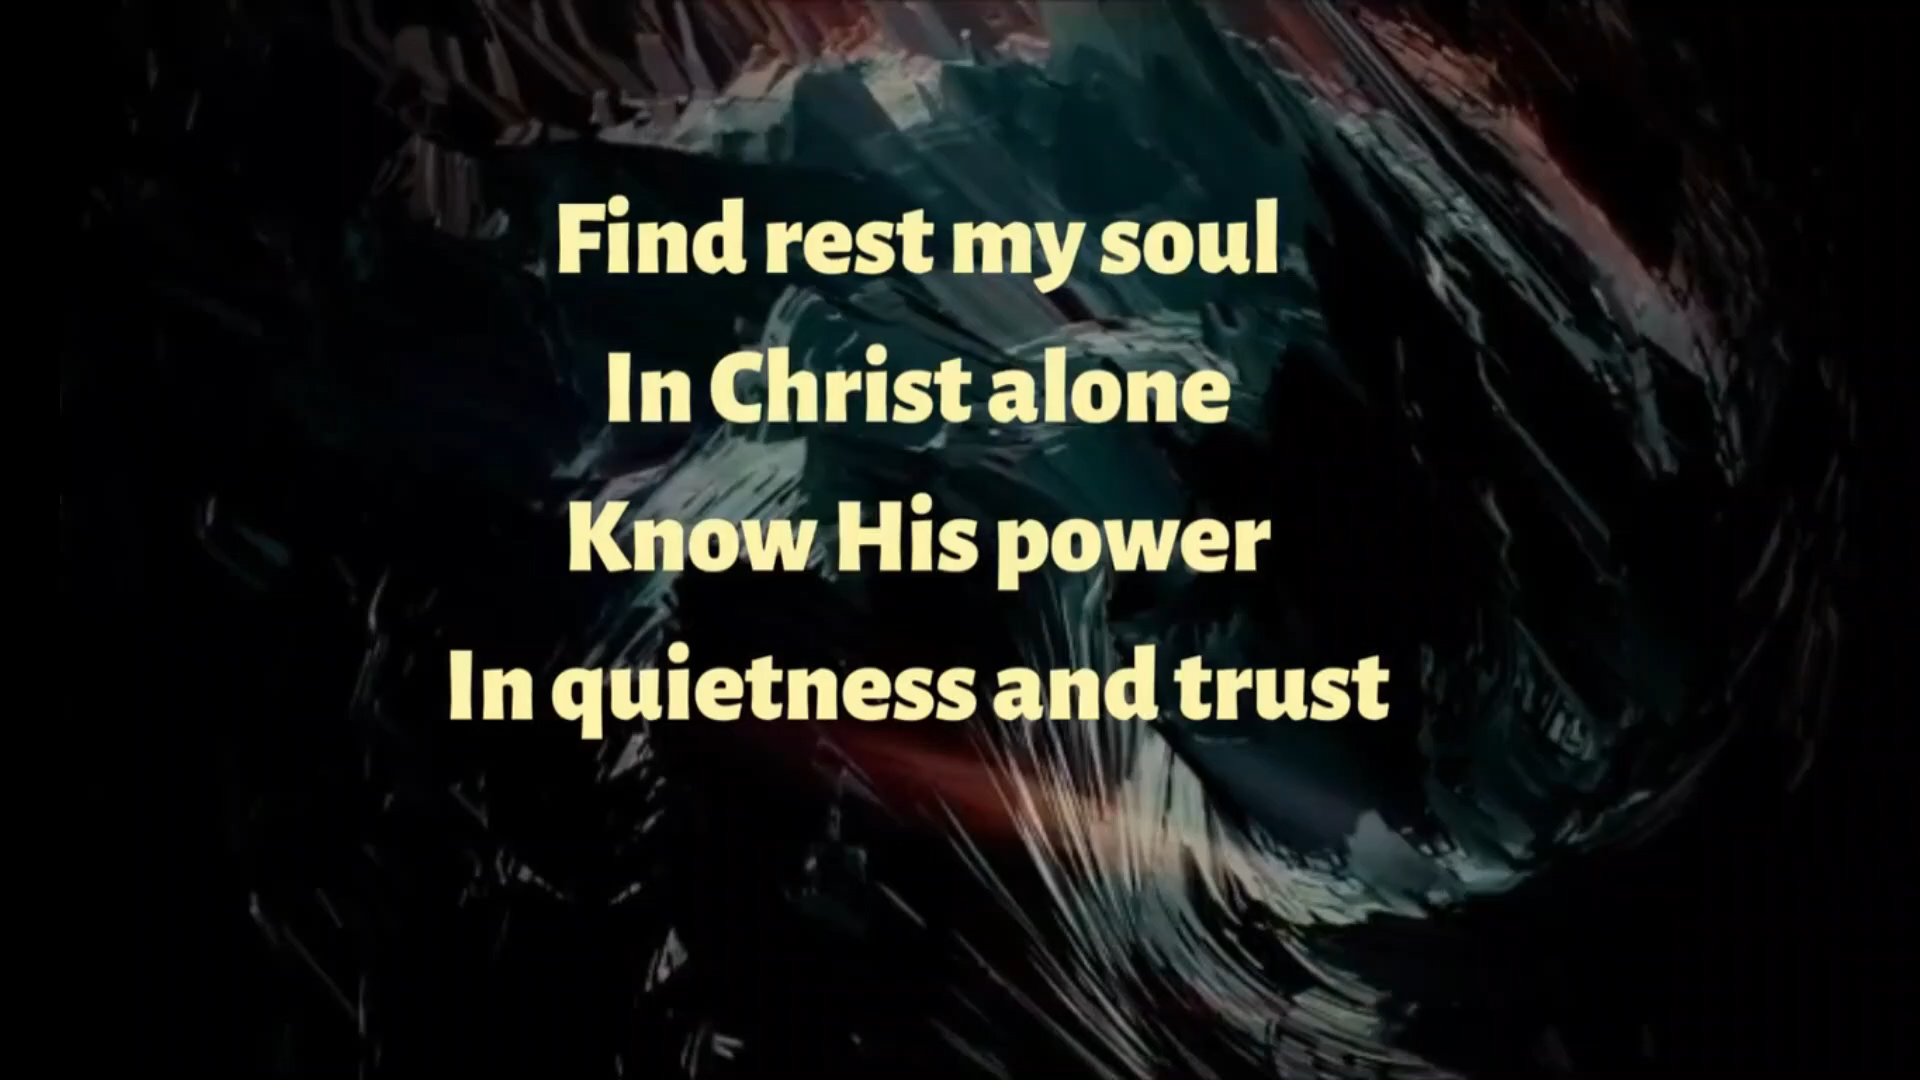 Find rest my soul
In Christ alone
Know His power
In quietness and trust